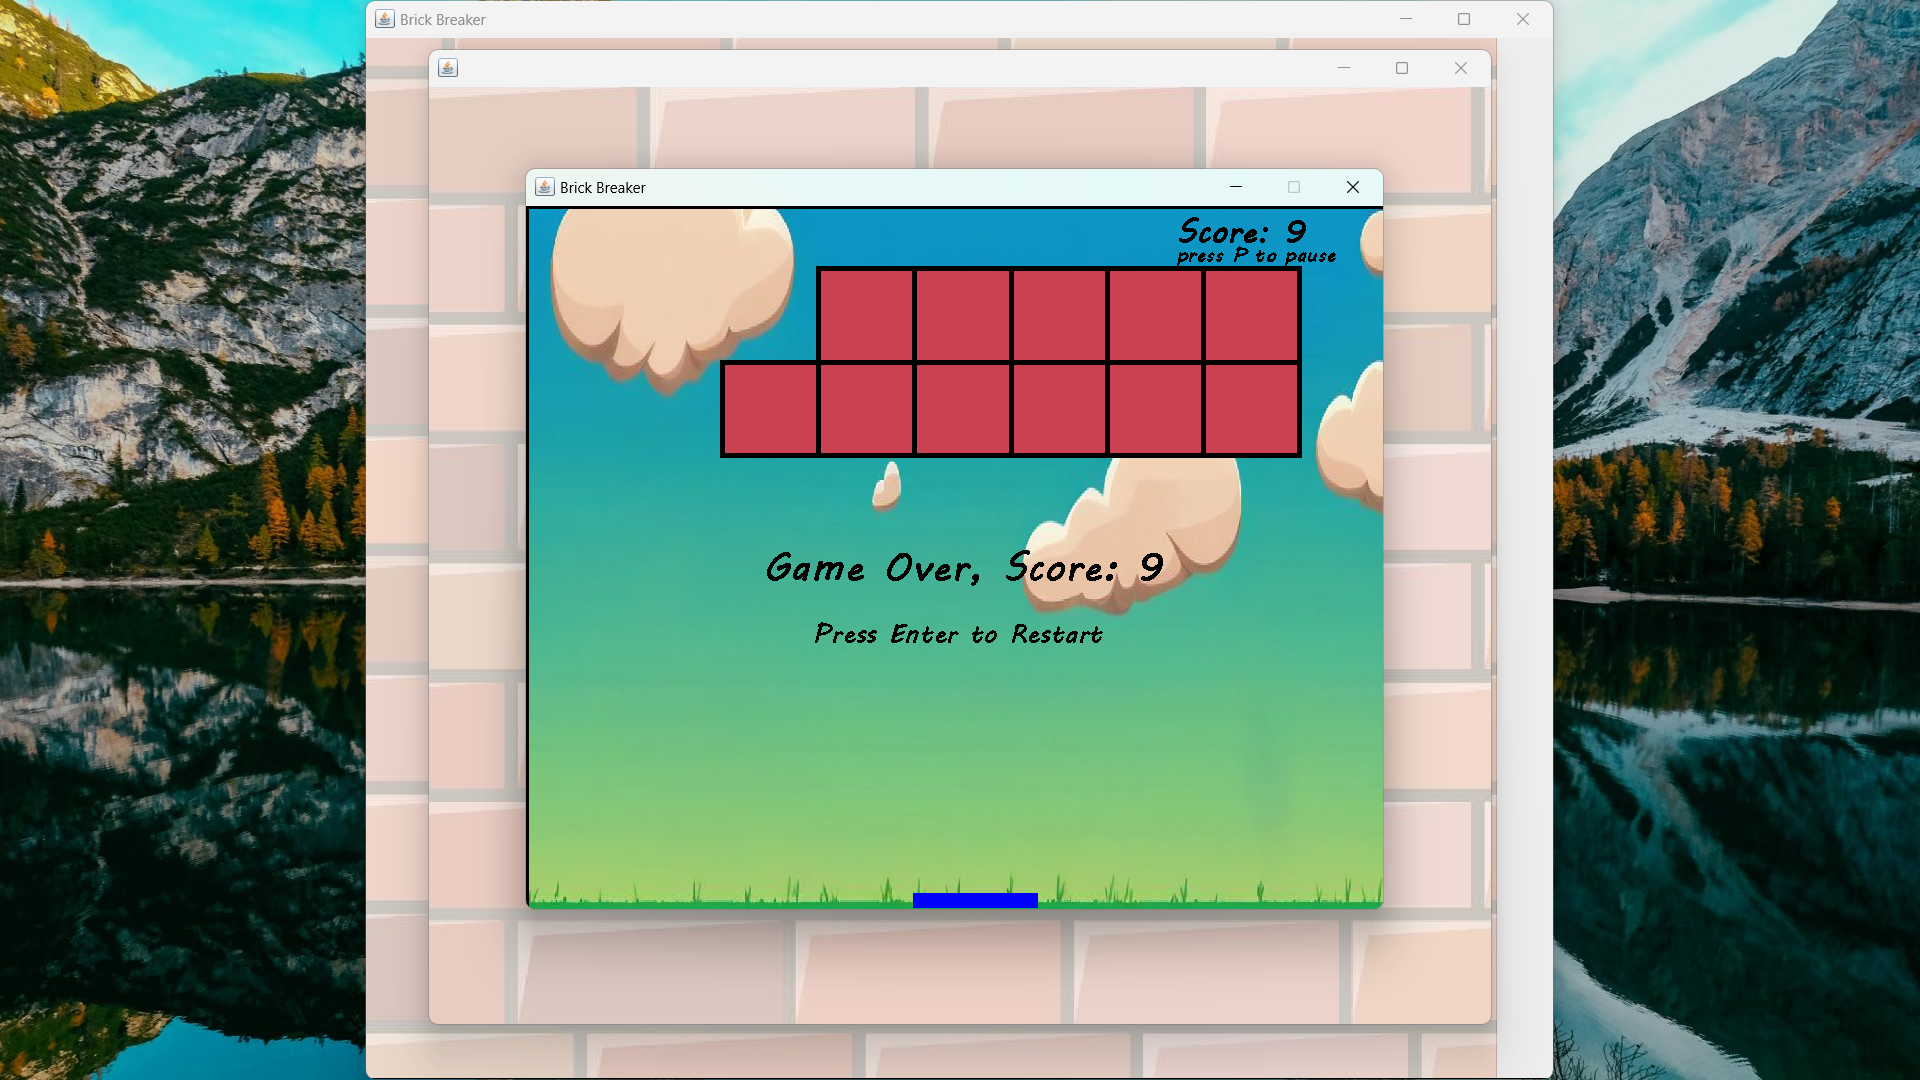 Brick Breaker
Brick Breaker
Score: 9
press P to pause
Game Over, Score: 9
Press Enter to Restart